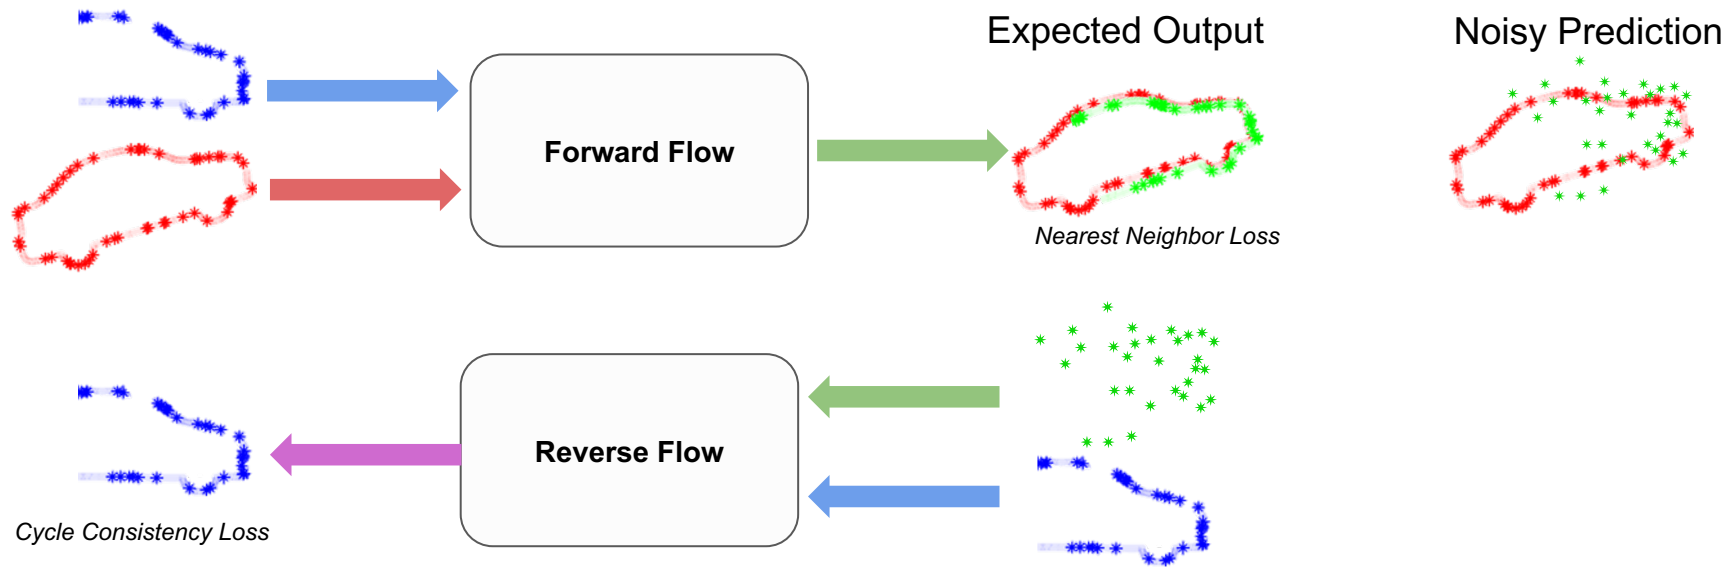 Expected Output
Noisy Prediction
Forward Flow
Nearest Neighbor Loss
Reverse Flow
Cycle Consistency Loss